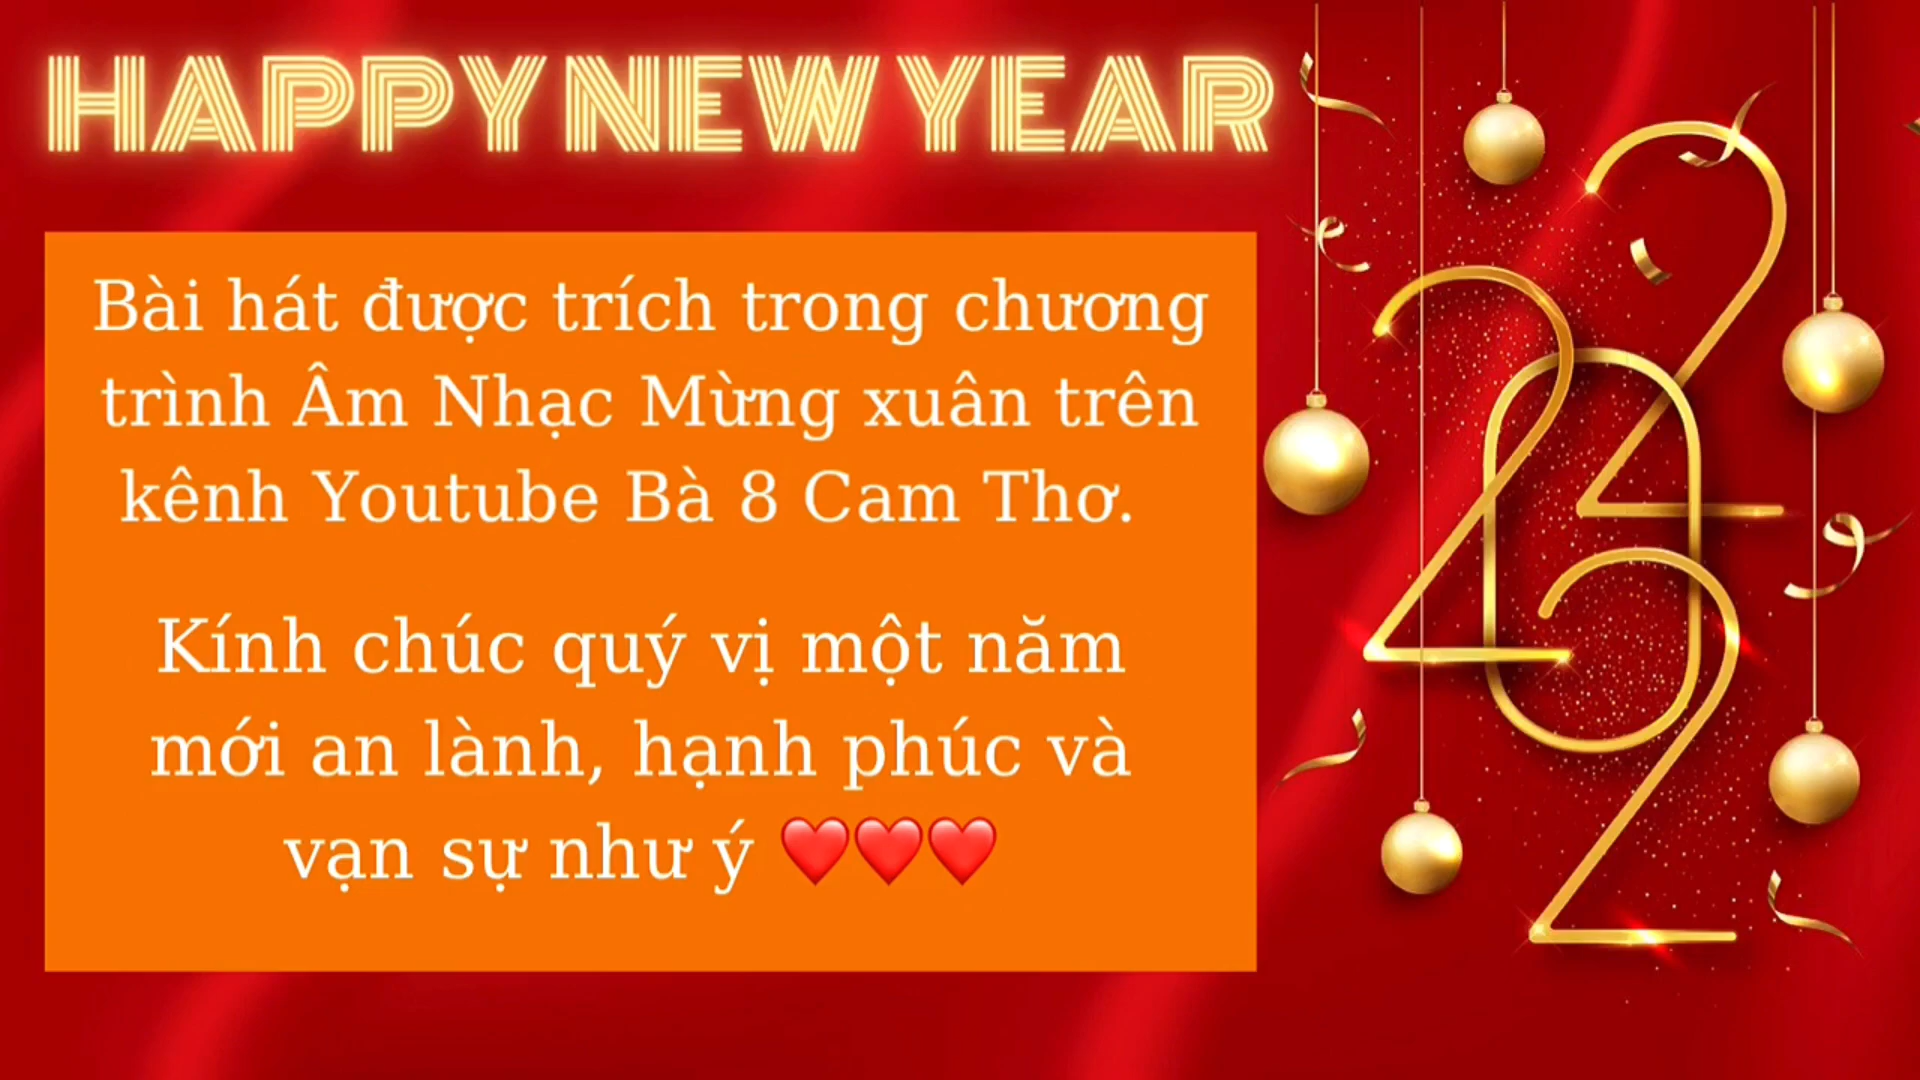 HAPPY NEW YEAR
Bài hát được trích trong chương
trình Âm Nhạc Mừng xuân trên
kênh Youtube Bà 8 Cam Thơ.
Kính chúc quý vị một năm
mới an lành, hạnh phúc và
vạn sự như ý ❤️❤️❤️
2022